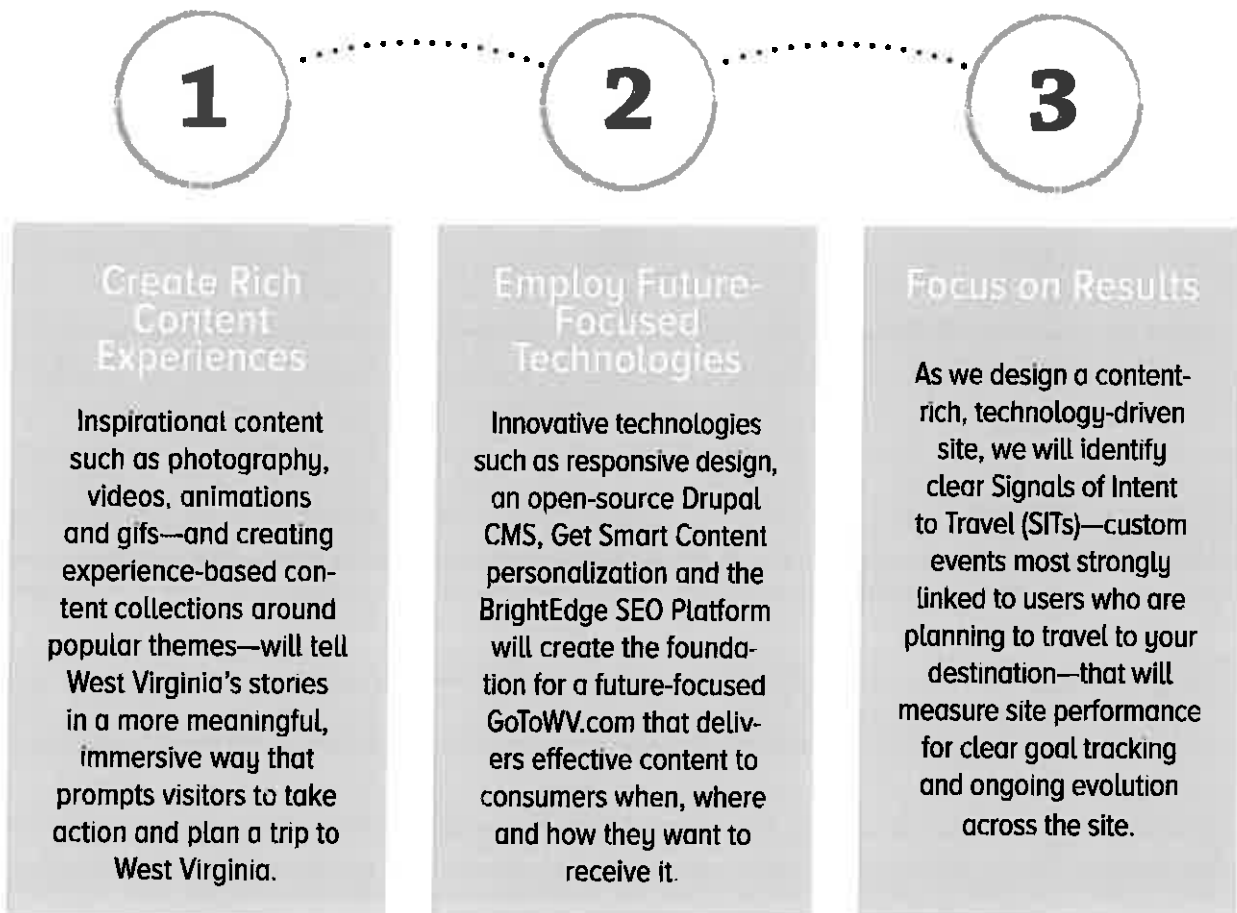 1
2
3
Create Rich
Content
Experiences
Inspirational content
such as photography,
videos, animations
and gifs—and creating
experience-based con-
tent collections around
popular themes—will tell
West Virginia's stories
in a more meaningful,
immersive way that
prompts visitors to take
action and plan a trip to
West Virginia.
Employ Future-
Focused
Technologies
Innovative technologies
such as responsive design,
an open-source Drupal
CMS, Get Smart Content
personalization and the
BrightEdge SEO Platform
will create the founda-
tion for a future-focused
GoToWV.com that deliv-
ers effective content to
consumers when, where
and how they want to
receive it.
Focus on Results
As we design a content-
rich, technology-driven
site, we will identify
clear Signals of Intent
to Travel (SITs)—custom
events most strongly
linked to users who are
planning to travel to your
destination—that will
measure site performance
for clear goal tracking
and ongoing evolution
across the site.